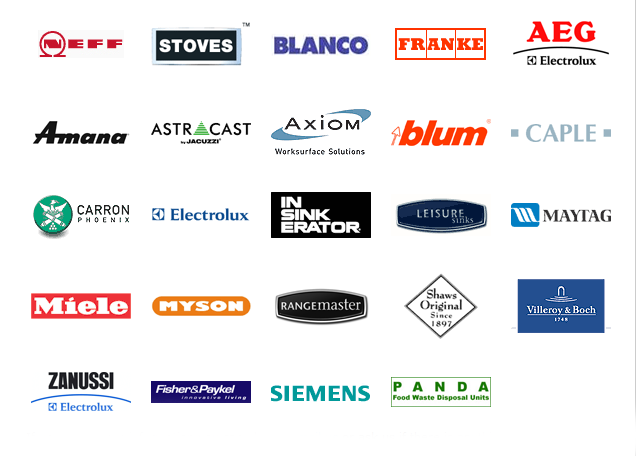 NEFF
STOVES
™
BLANCO
FRANKE
AEG
Electrolux
Amana
ASTRACAST
by JACUZZI
AXIOM
Worksurface Solutions
blum
®
CAPLE
CARRON
PHOENIX
Electrolux
IN
SINK
ERATOR
LEISURE
sinks
MAYTAG
Miele
MYSON
RANGEmaster
Shaws
Original
Since
1897
Villeroy & Boch
1748
ZANUSSI
Electrolux
Fisher & Paykel
innovative living
SIEMENS
PANDA
Food Waste Disposal Units